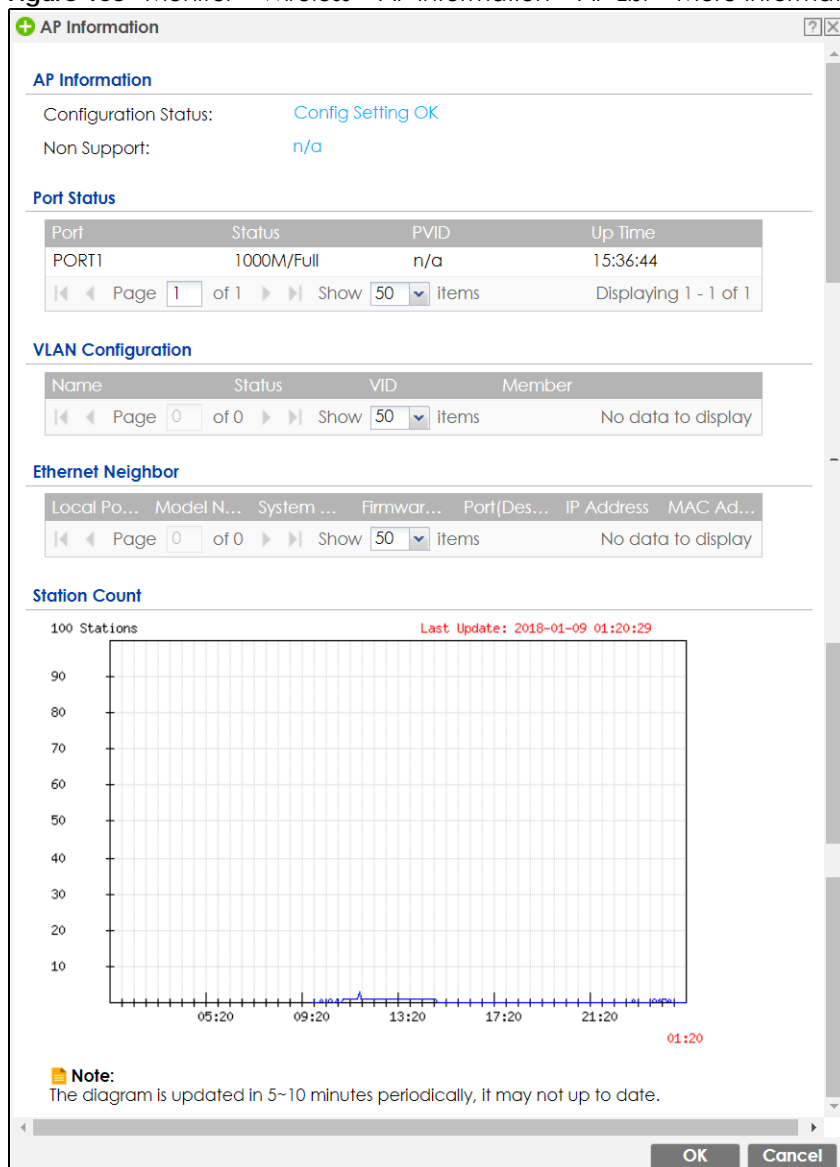 AP Information
AP Information
Configuration Status: Config Setting OK
Non Support: n/a
Port Status
Port Status PVID Up Time
PORT1 1000M/Full n/a 15:36:44
Page 1 of 1 Show 50 items Displaying 1 - 1 of 1
VLAN Configuration
Name Status VID Member
Page 0 of 0 Show 50 items No data to display
Ethernet Neighbor
Local Po... Model N... System ... Firmwar... Port(Des... IP Address MAC Ad...
Page 0 of 0 Show 50 items No data to display
Station Count
100 Stations Last Update: 2018-01-09 01:20:29
90
80
70
60
50
40
30
20
10
05:20 09:20 13:20 17:20 21:20
01:20
Note:
The diagram is updated in 5~10 minutes periodically, it may not up to date.
OK Cancel